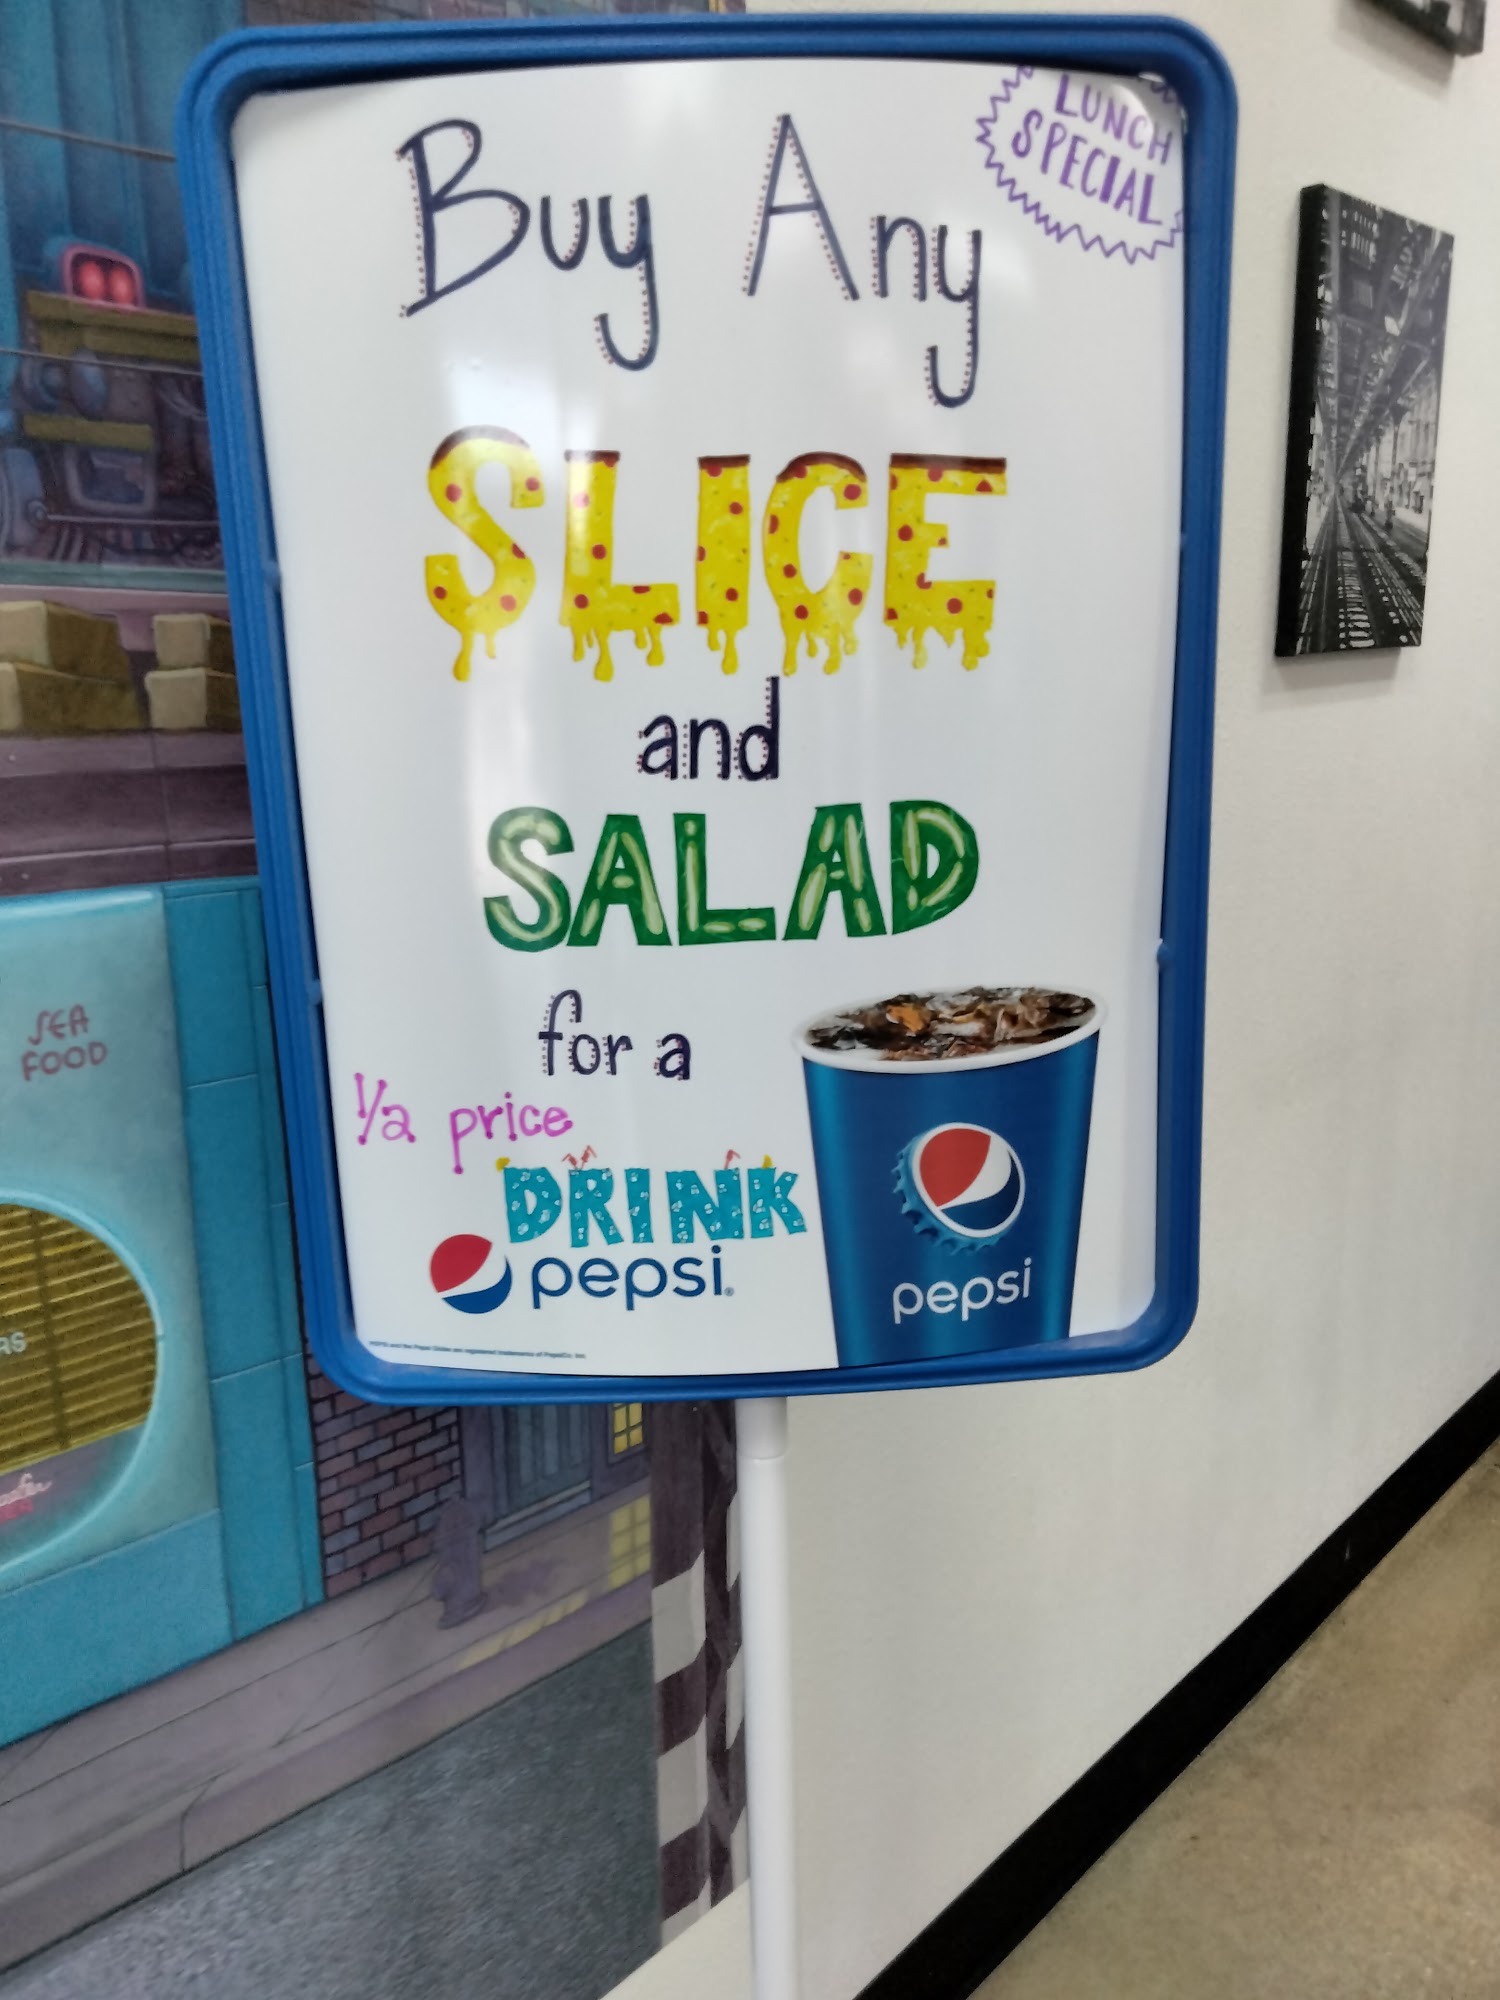 LUNCH
SPECIAL
Buy Any
SLICE
and
SALAD
for a
1/2 price
DRINK
pepsi
pepsi
SEA
FOOD